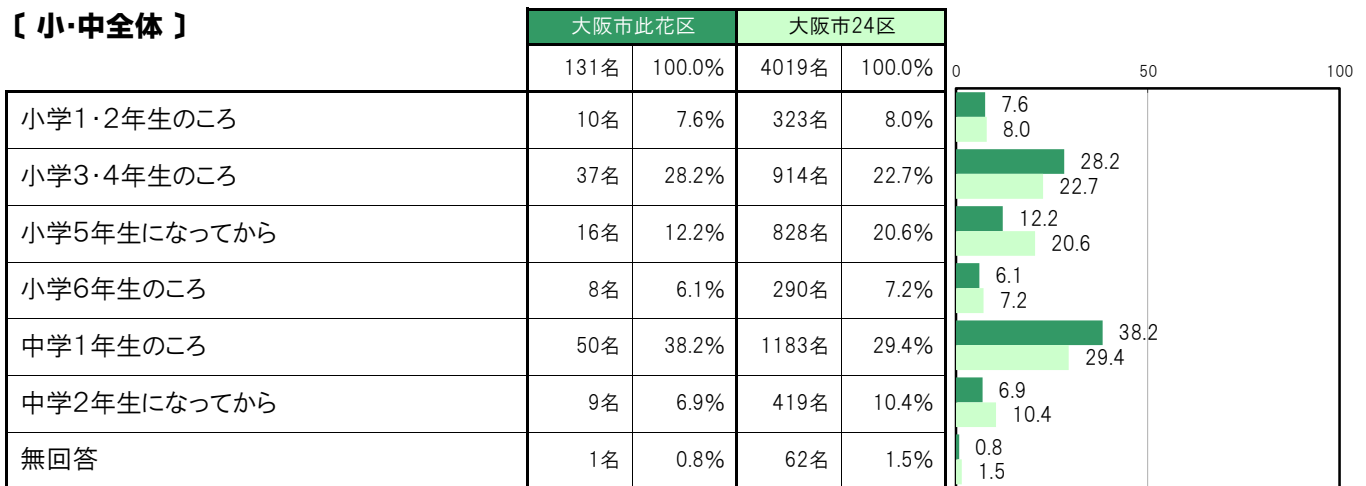 〔 小・中全体 〕
大阪市此花区 大阪市24区
131名 100.0% 4019名 100.0% 0 50 100
小学1・2年生のころ 10名 7.6% 323名 8.0% 7.6
8.0
小学3・4年生のころ 37名 28.2% 914名 22.7% 28.2
22.7
小学5年生になってから 16名 12.2% 828名 20.6% 12.2
20.6
小学6年生のころ 8名 6.1% 290名 7.2% 6.1
7.2
中学1年生のころ 50名 38.2% 1183名 29.4% 38.2
29.4
中学2年生になってから 9名 6.9% 419名 10.4% 6.9
10.4
無回答 1名 0.8% 62名 1.5% 0.8
1.5